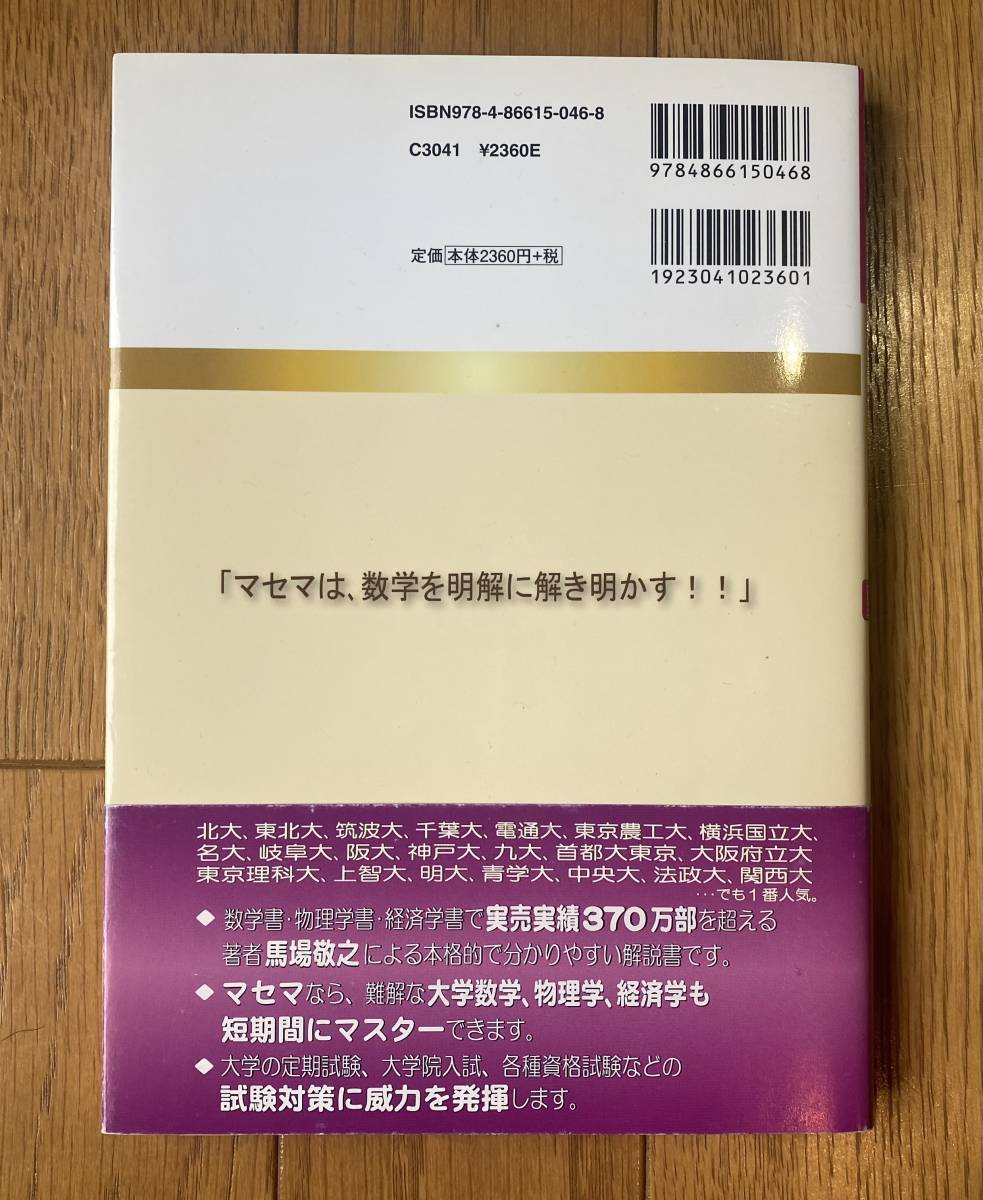 ISBN978-4-86615-046-8
C3041 ¥2360E
9784866150468
定価 本体2360円+税
1923041023601
「マセマは、数学を明解に解き明かす！！」
北大、東北大、筑波大、千葉大、電通大、東京農工大、横浜国立大、
名大、岐阜大、阪大、神戸大、九大、首都大東京、大阪府立大
東京理科大、上智大、明大、青学大、中央大、法政大、関西大
…でも１番人気。
◆ 数学書・物理学書・経済学書で実売実績370万部を超える
著者馬場敬之による本格的で分かりやすい解説書です。
◆ マセマなら、難解な大学数学、物理学、経済学も
短期間にマスターできます。
◆ 大学の定期試験、大学院入試、各種資格試験などの
試験対策に威力を発揮します。